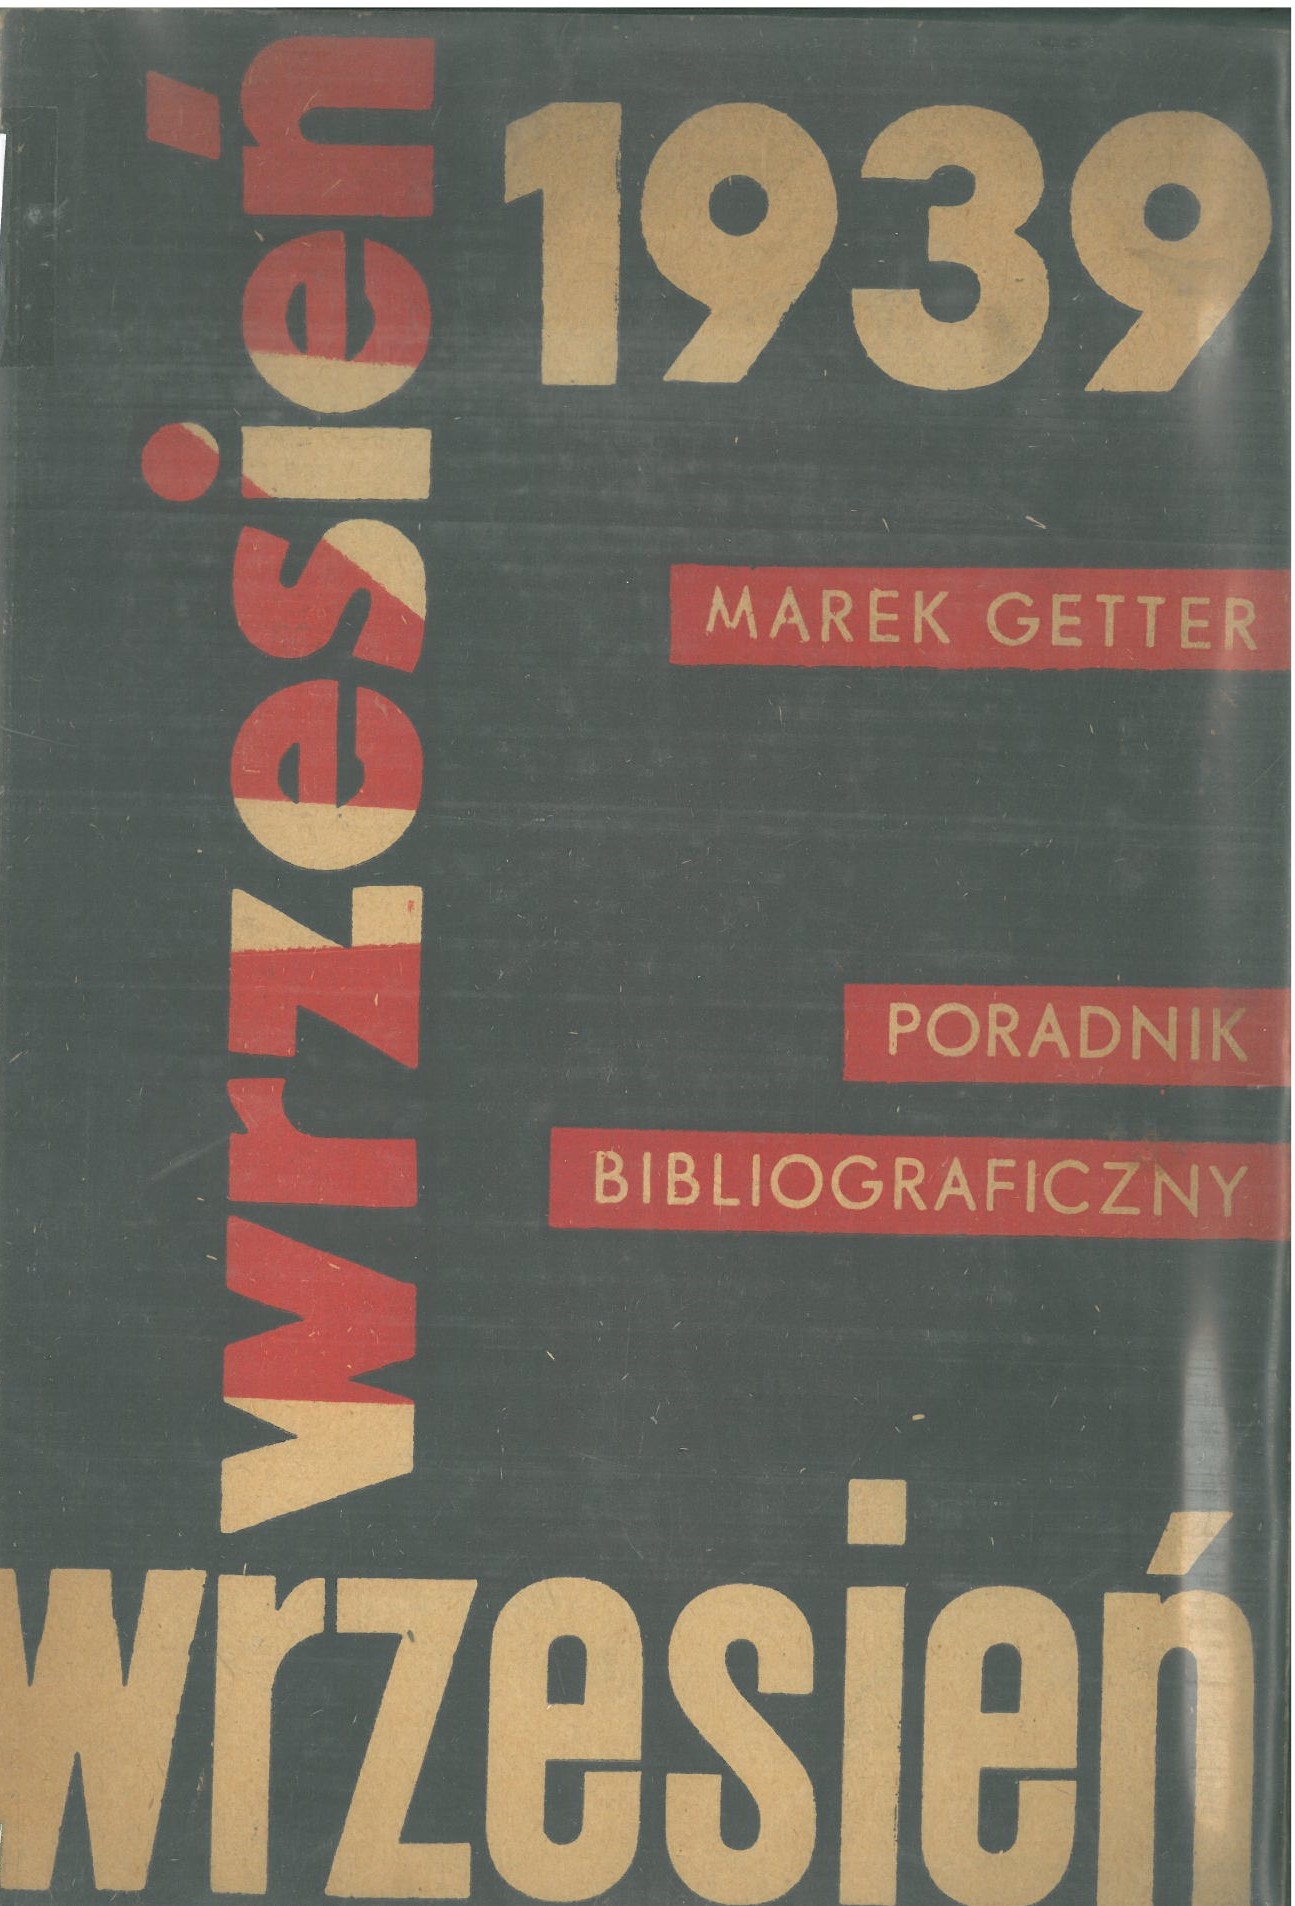 wrzesień
1939
MAREK GETTER
PORADNIK
BIBLIOGRAFICZNY
wrzesień